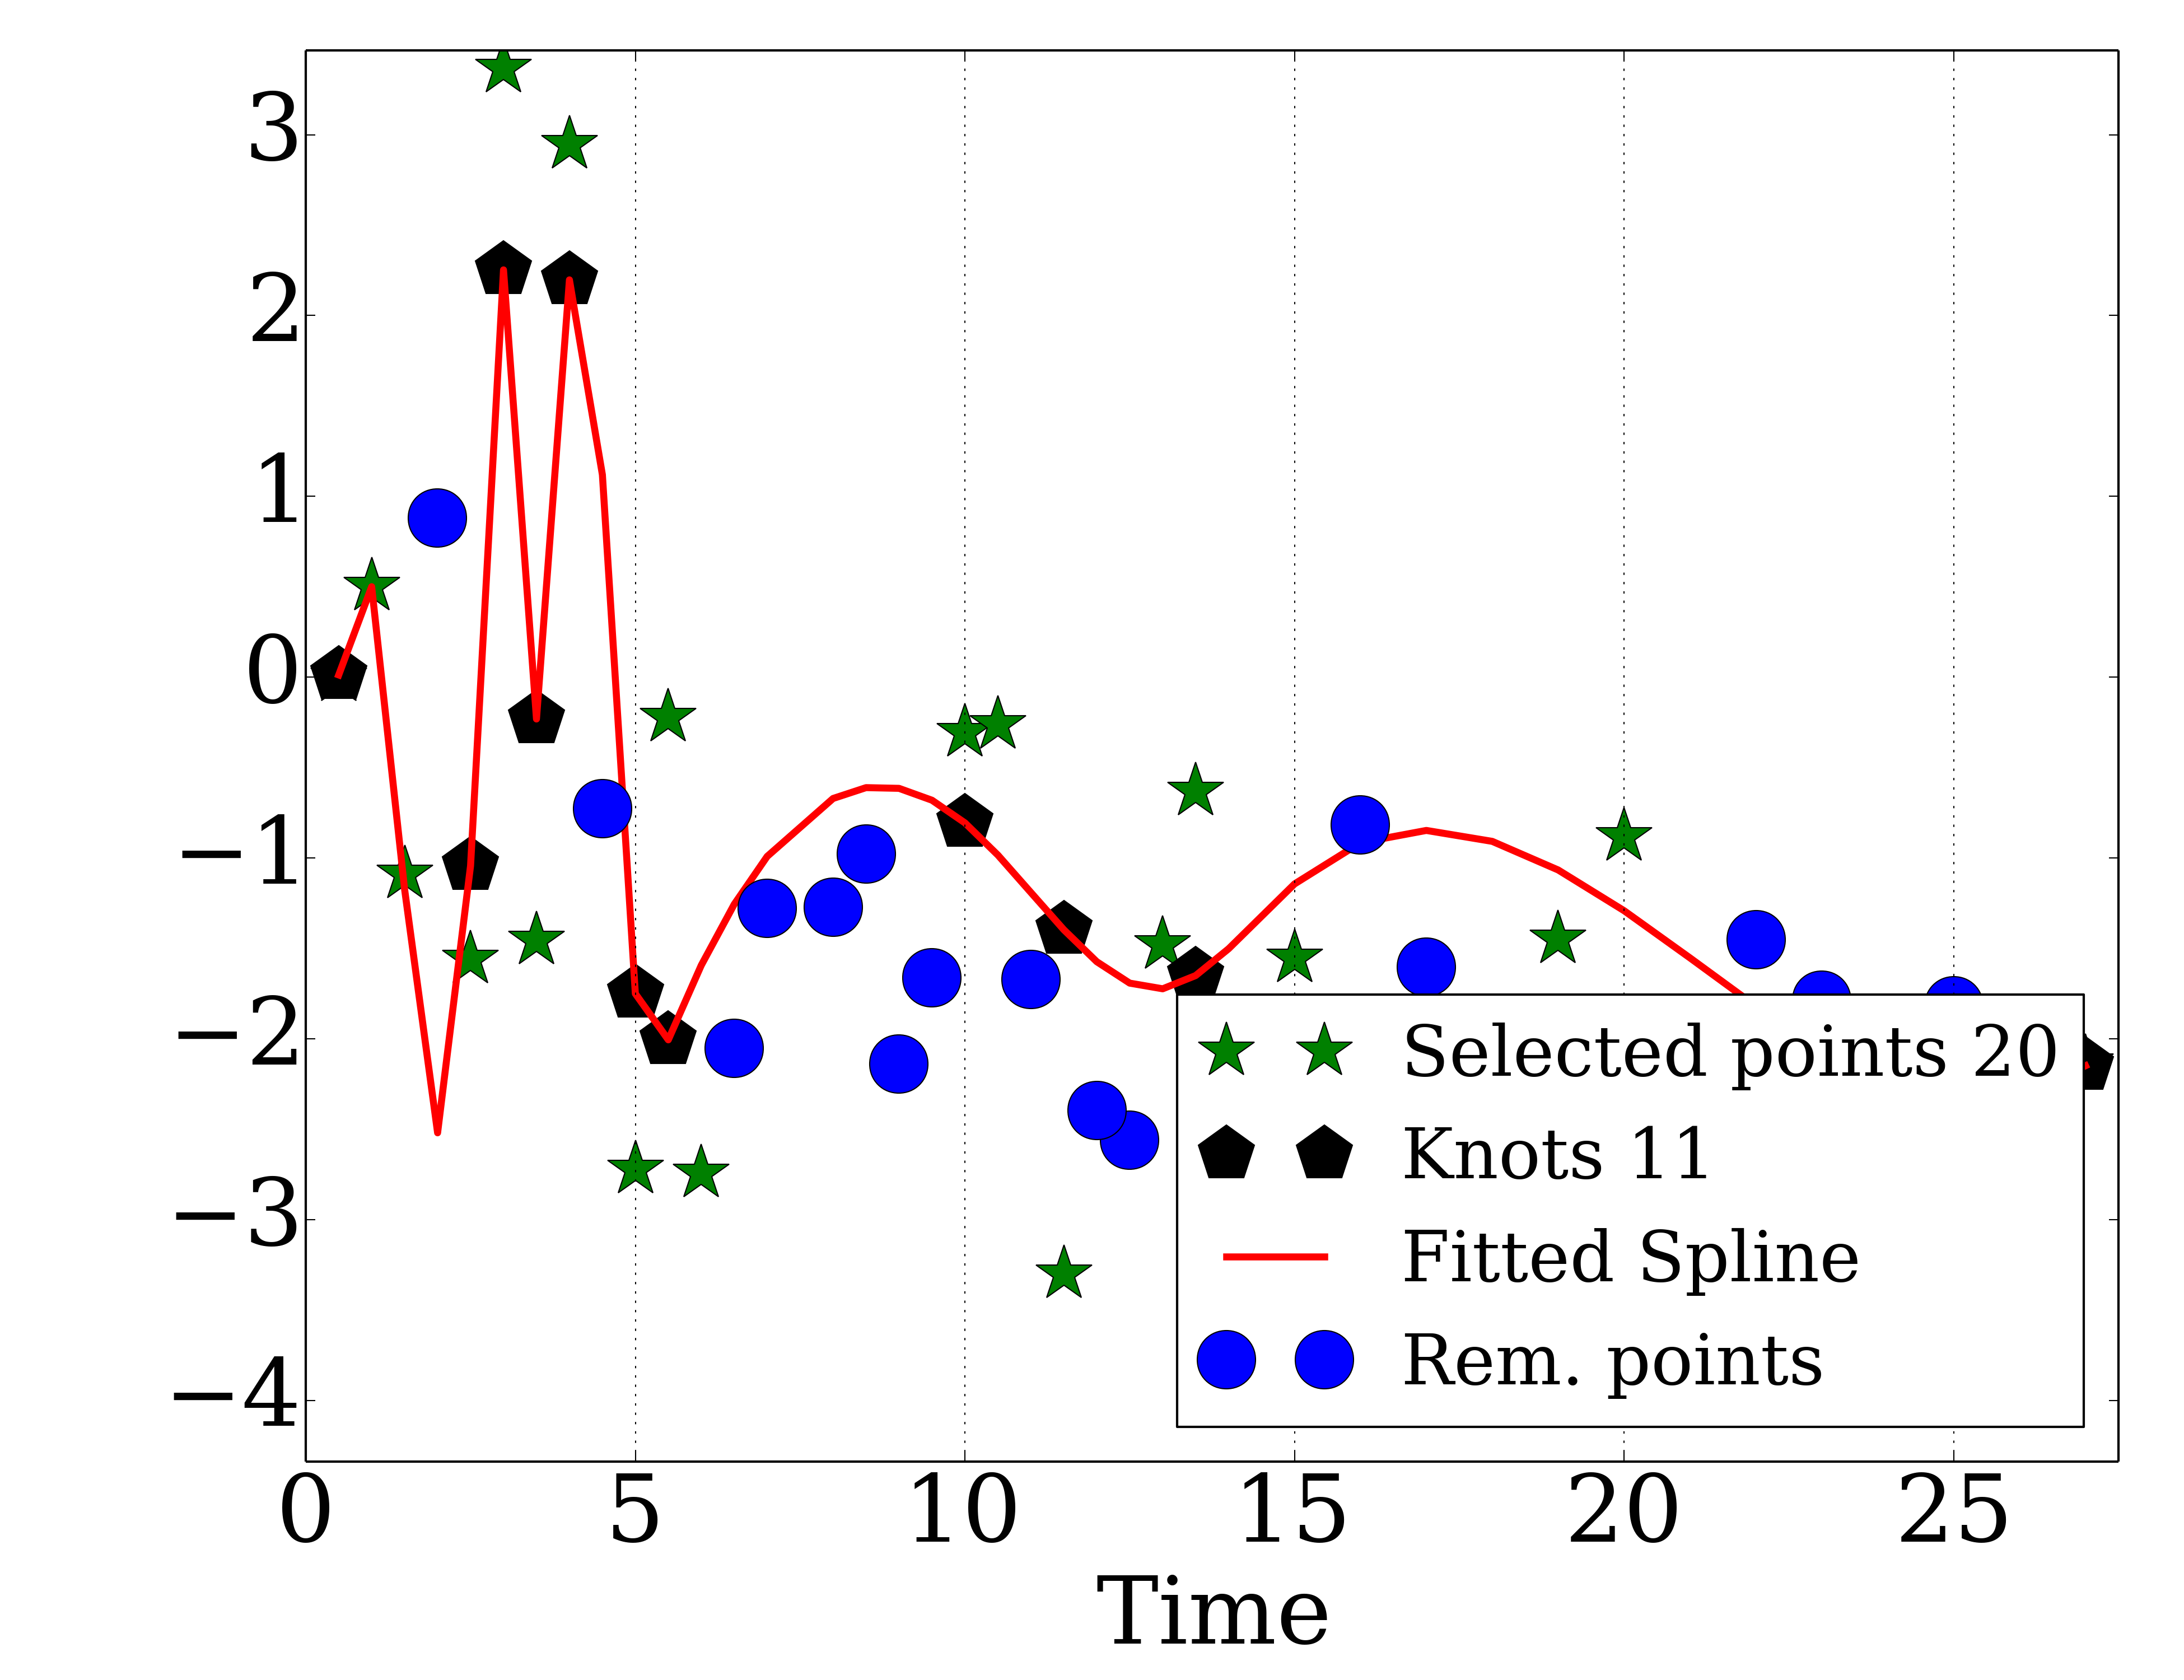 3
2
1
0
−1
−2
−3
−4
Selected points 20
Knots 11
Fitted Spline
Rem. points
0 5 10 15 20 25
Time